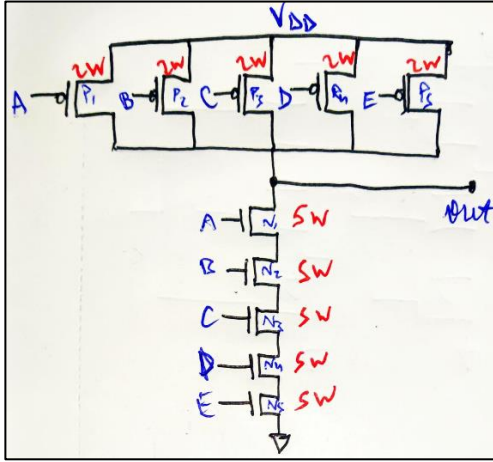 VDD
2W 2W 2W 2W 2W
A P1 B P2 C P3 D P4 E P5
out
A N1 5W
B N2 5W
C N3 5W
D N4 5W
E N5 5W